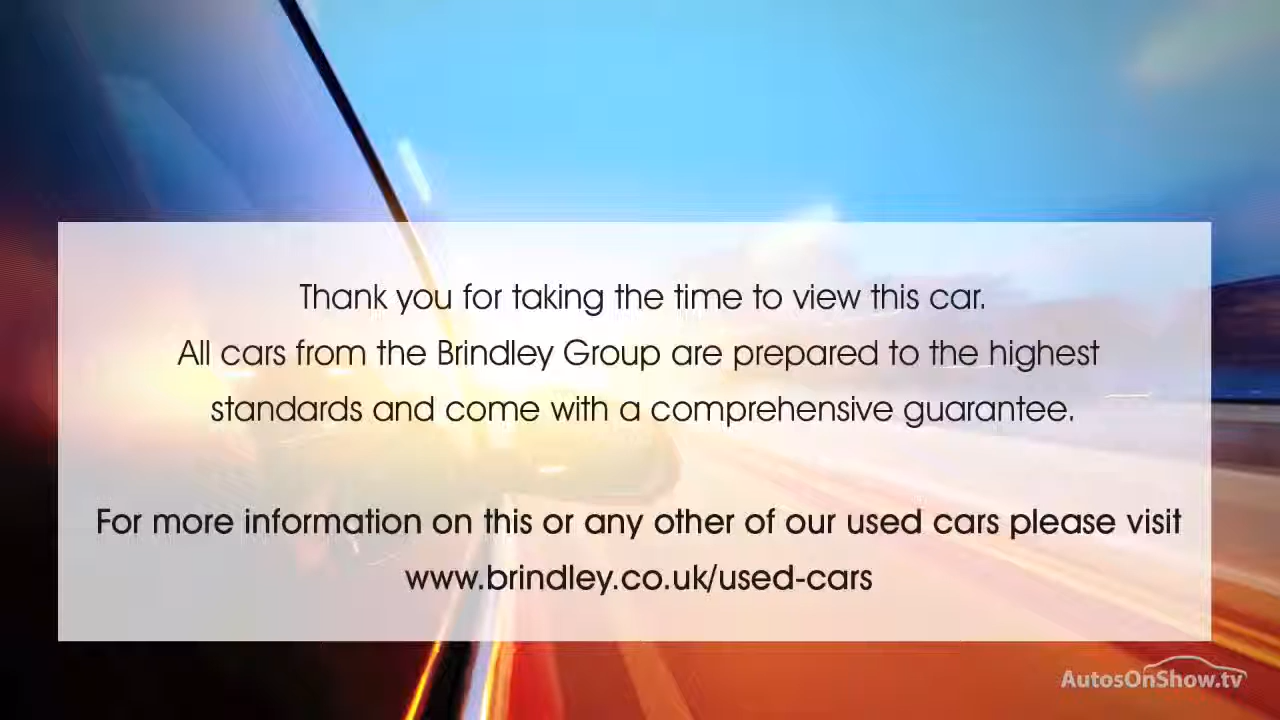 Thank you for taking the time to view this car.
All cars from the Brindley Group are prepared to the highest
standards and come with a comprehensive guarantee.
For more information on this or any other of our used cars please visit
www.brindley.co.uk/used-cars
AutosOnShow.tv